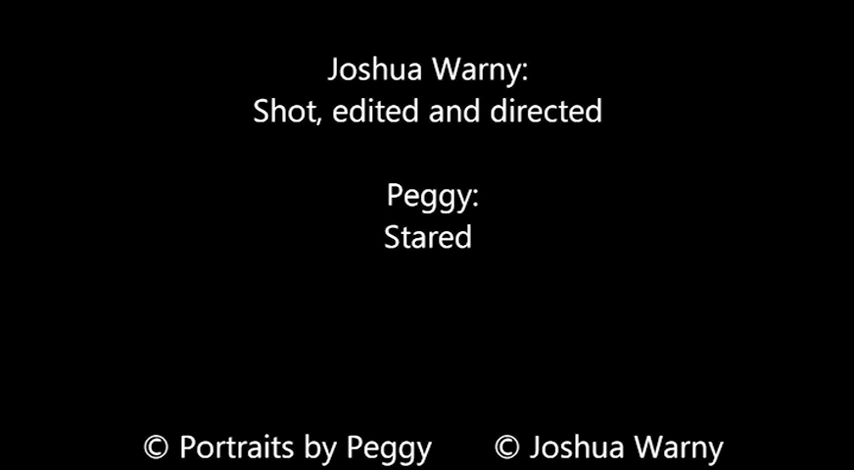 Joshua Warny:
Shot, edited and directed
Peggy:
Stared
© Portraits by Peggy © Joshua Warny